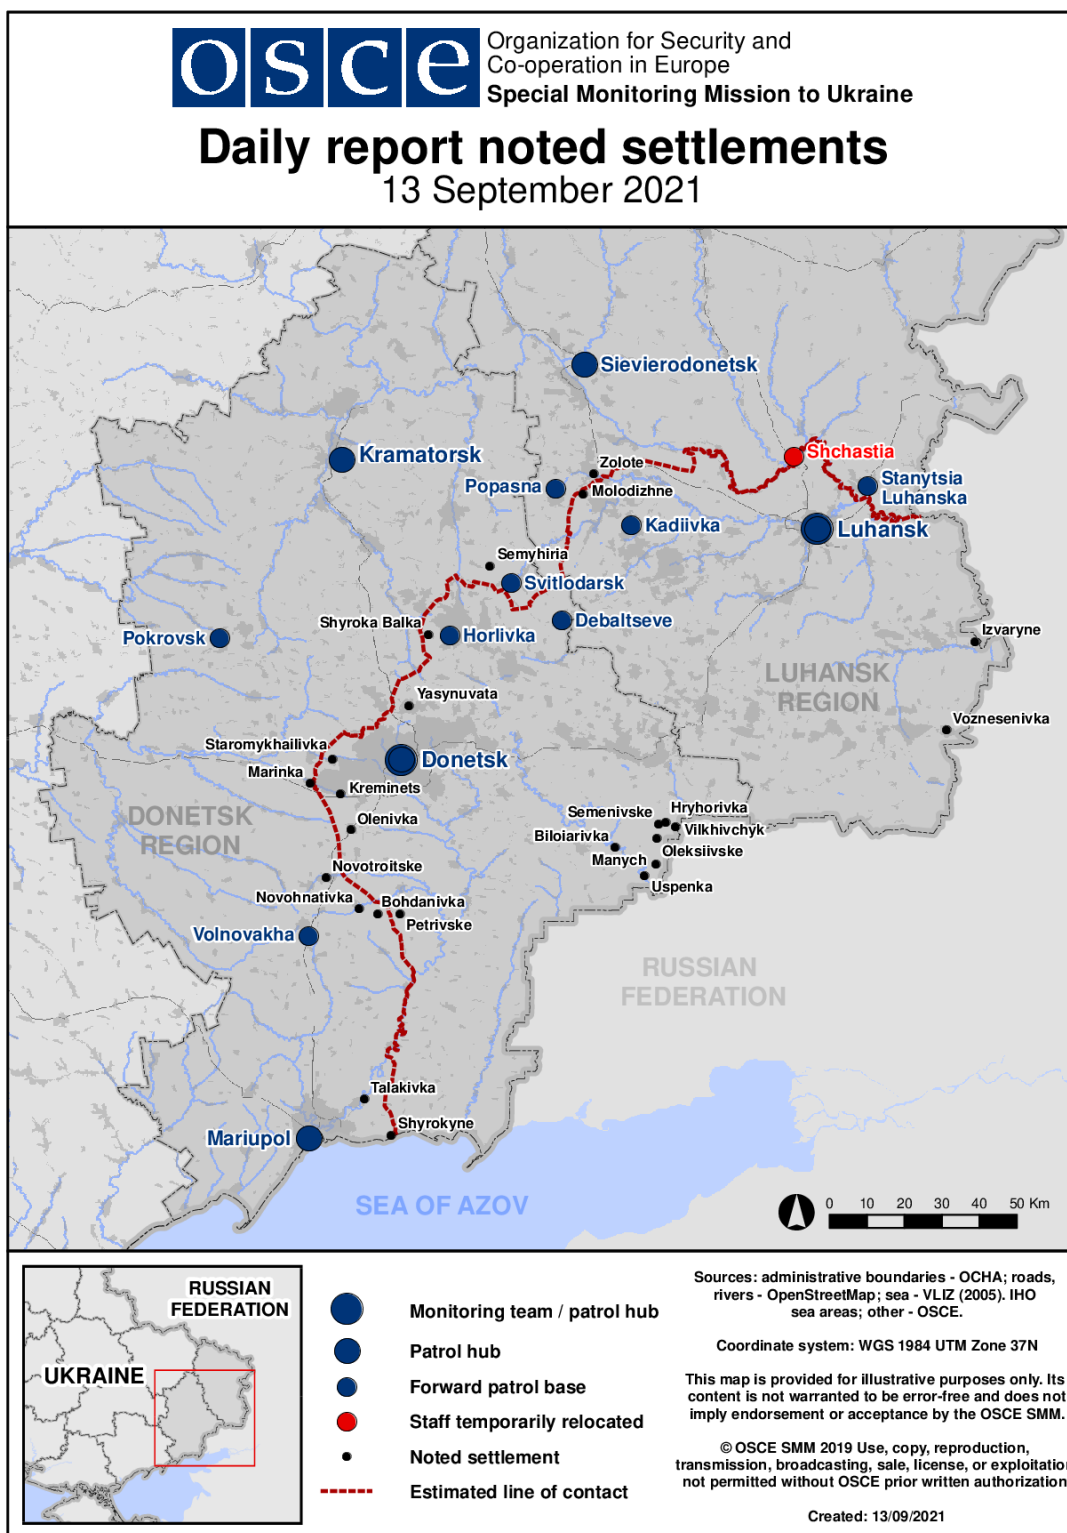 osce
Organization for Security and
Co-operation in Europe
Special Monitoring Mission to Ukraine
Daily report noted settlements
13 September 2021
Sievierodonetsk
Kramatorsk
Shchastia
Zolote
Popasna
Molodizhne
Stanytsia
Luhanska
Kadiivka
Luhansk
Semyhiria
Svitlodarsk
Shyroka Balka
Debaltseve
Pokrovsk
Horlivka
Izvaryne
LUHANSK
REGION
Yasynuvata
Voznesenivka
Staromykhailivka
Donetsk
Marinka
Kreminets
DONETSK
REGION
Olenivka
Semenivske
Hryhorivka
Vilkhivchyk
Biloiarivka
Oleksiivske
Manych
Uspenka
Novotroitske
Novohnativka
Bohdanivka
Petrivske
Volnovakha
RUSSIAN
FEDERATION
Talakivka
Shyrokyne
Mariupol
SEA OF AZOV
0 10 20 30 40 50 Km
RUSSIAN
FEDERATION
UKRAINE
Monitoring team / patrol hub
Patrol hub
Forward patrol base
Staff temporarily relocated
Noted settlement
Estimated line of contact
Sources: administrative boundaries - OCHA; roads,
rivers - OpenStreetMap; sea - VLIZ (2005). IHO
sea areas; other - OSCE.
Coordinate system: WGS 1984 UTM Zone 37N
This map is provided for illustrative purposes only. Its
content is not warranted to be error-free and does not
imply endorsement or acceptance by the OSCE SMM.
© OSCE SMM 2019 Use, copy, reproduction,
transmission, broadcasting, sale, license, or exploitation
not permitted without OSCE prior written authorization
Created: 13/09/2021